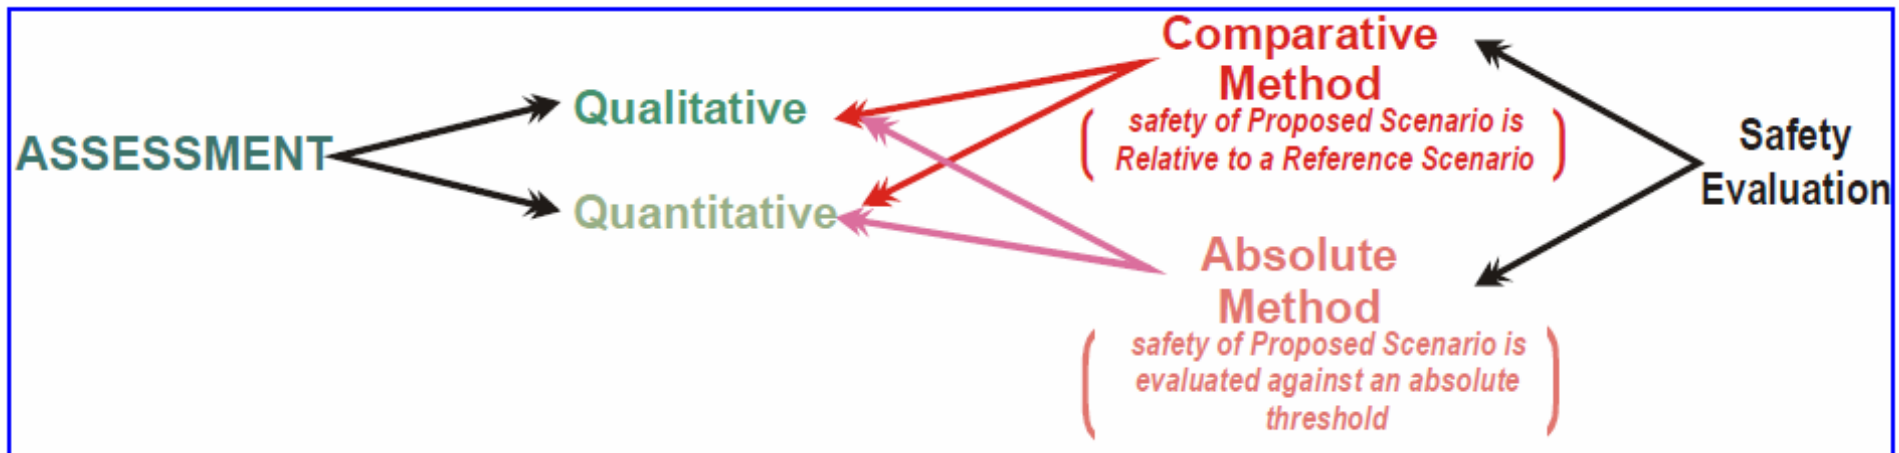 ASSESSMENT
Qualitative
Quantitative
Comparative
Method
( safety of Proposed Scenario is
Relative to a Reference Scenario )
Absolute
Method
( safety of Proposed Scenario is
evaluated against an absolute
threshold )
Safety
Evaluation